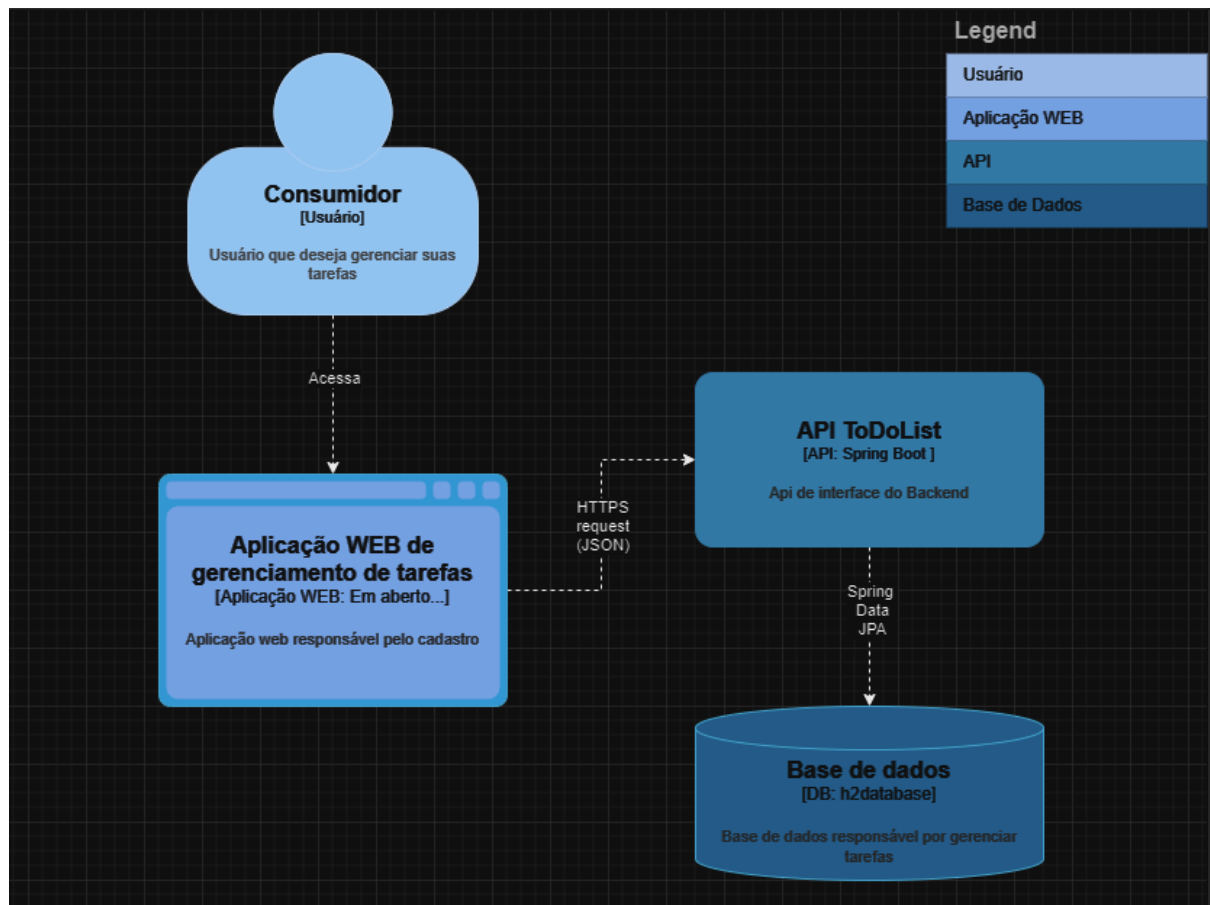 Legend
Usuário
Aplicação WEB
API
Base de Dados
Consumidor
[Usuário]
Usuário que deseja gerenciar suas
tarefas
Acessa
Aplicação WEB de
gerenciamento de tarefas
[Aplicação WEB: Em aberto...]
Aplicação web responsável pelo cadastro
HTTPS
request
(JSON)
API ToDoList
[API: Spring Boot ]
Api de interface do Backend
Spring
Data
JPA
Base de dados
[DB: h2database]
Base de dados responsável por gerenciar
tarefas